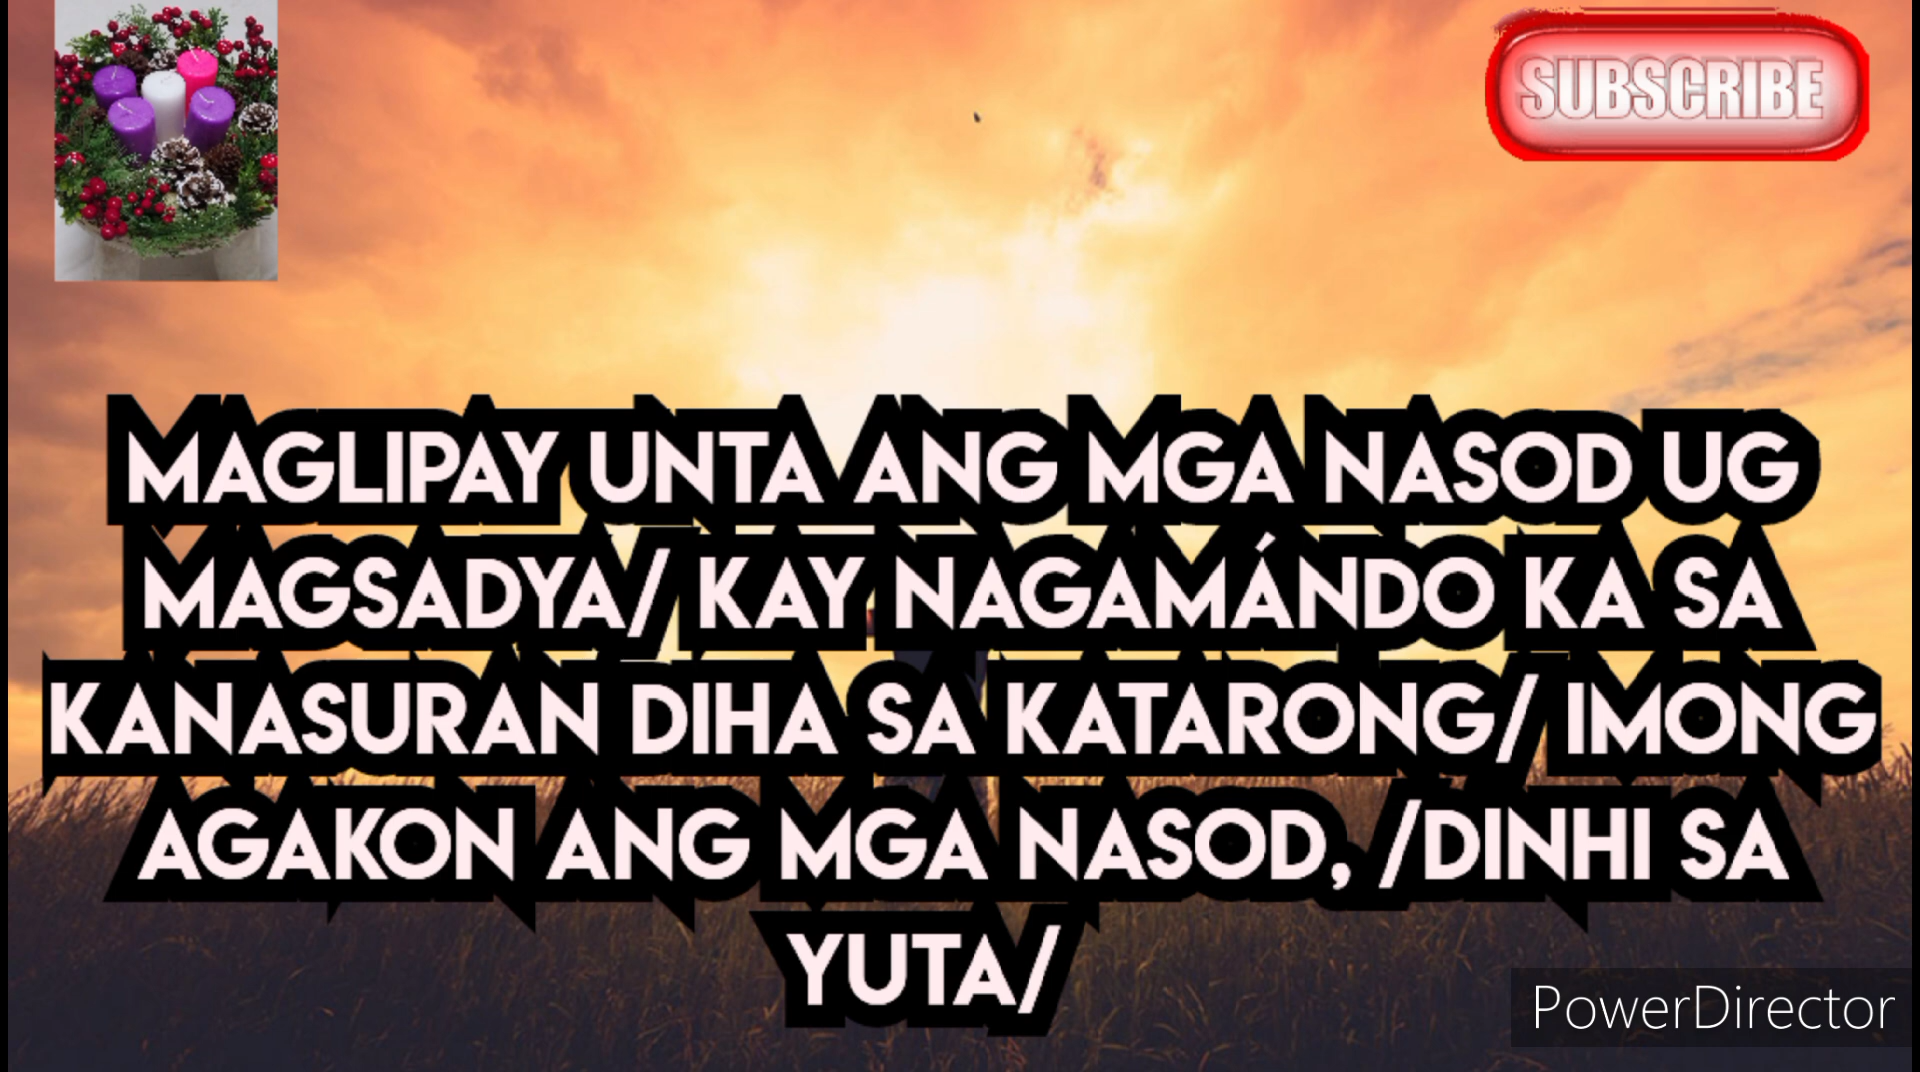 SUBSCRIBE
MAGLIPAY UNTA ANG MGA NASOD UG
MAGSADYA/ KAY NAGAMÁNDO KA SA
KANASURAN DIHA SA KATARONG/ IMONG
AGAKON ANG MGA NASOD, /DINHI SA
YUTA/
PowerDirector